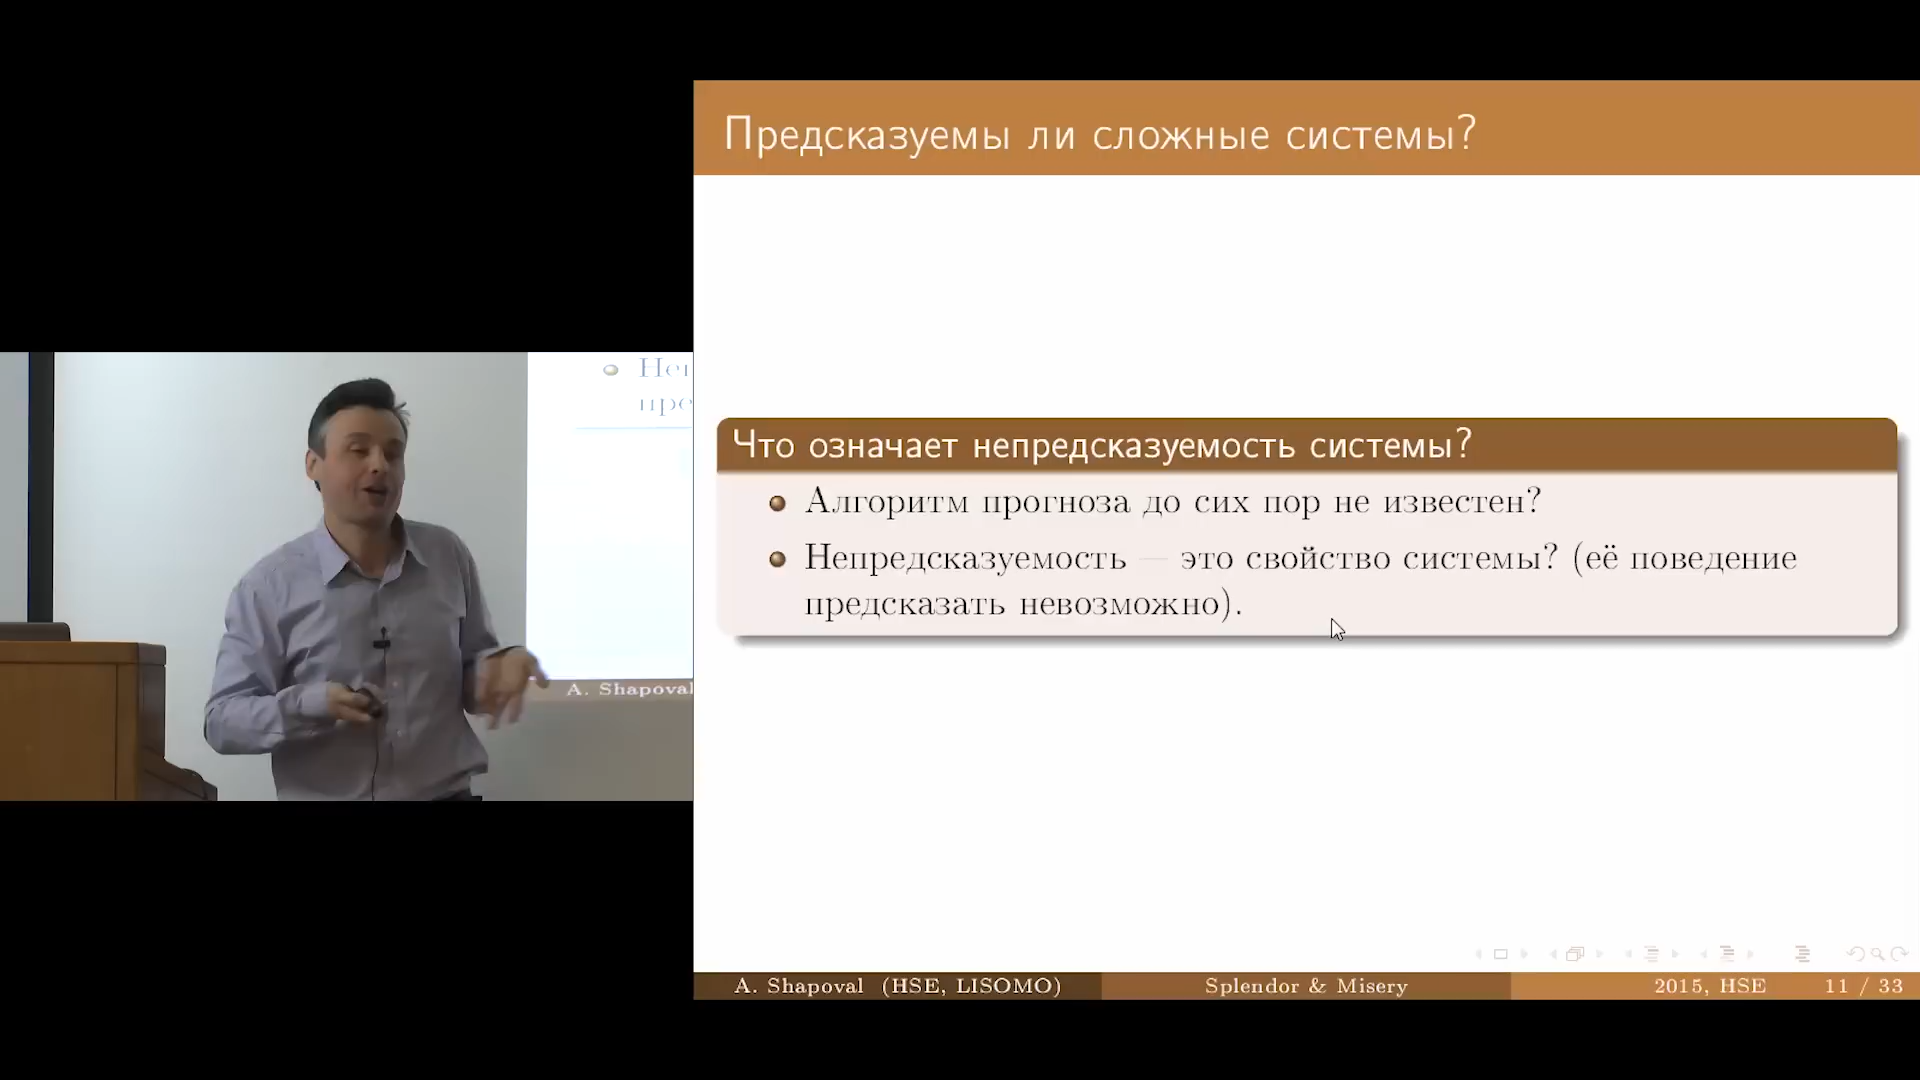 Предсказуемы ли сложные системы?
Что означает непредсказуемость системы?
Алгоритм прогноза до сих пор не известен?
Непредсказуемость — это свойство системы? (её поведение
предсказать невозможно).
A. Shapoval (HSE, LISOMO)
Splendor & Misery
2015, HSE
11 / 33
A. Shapoval